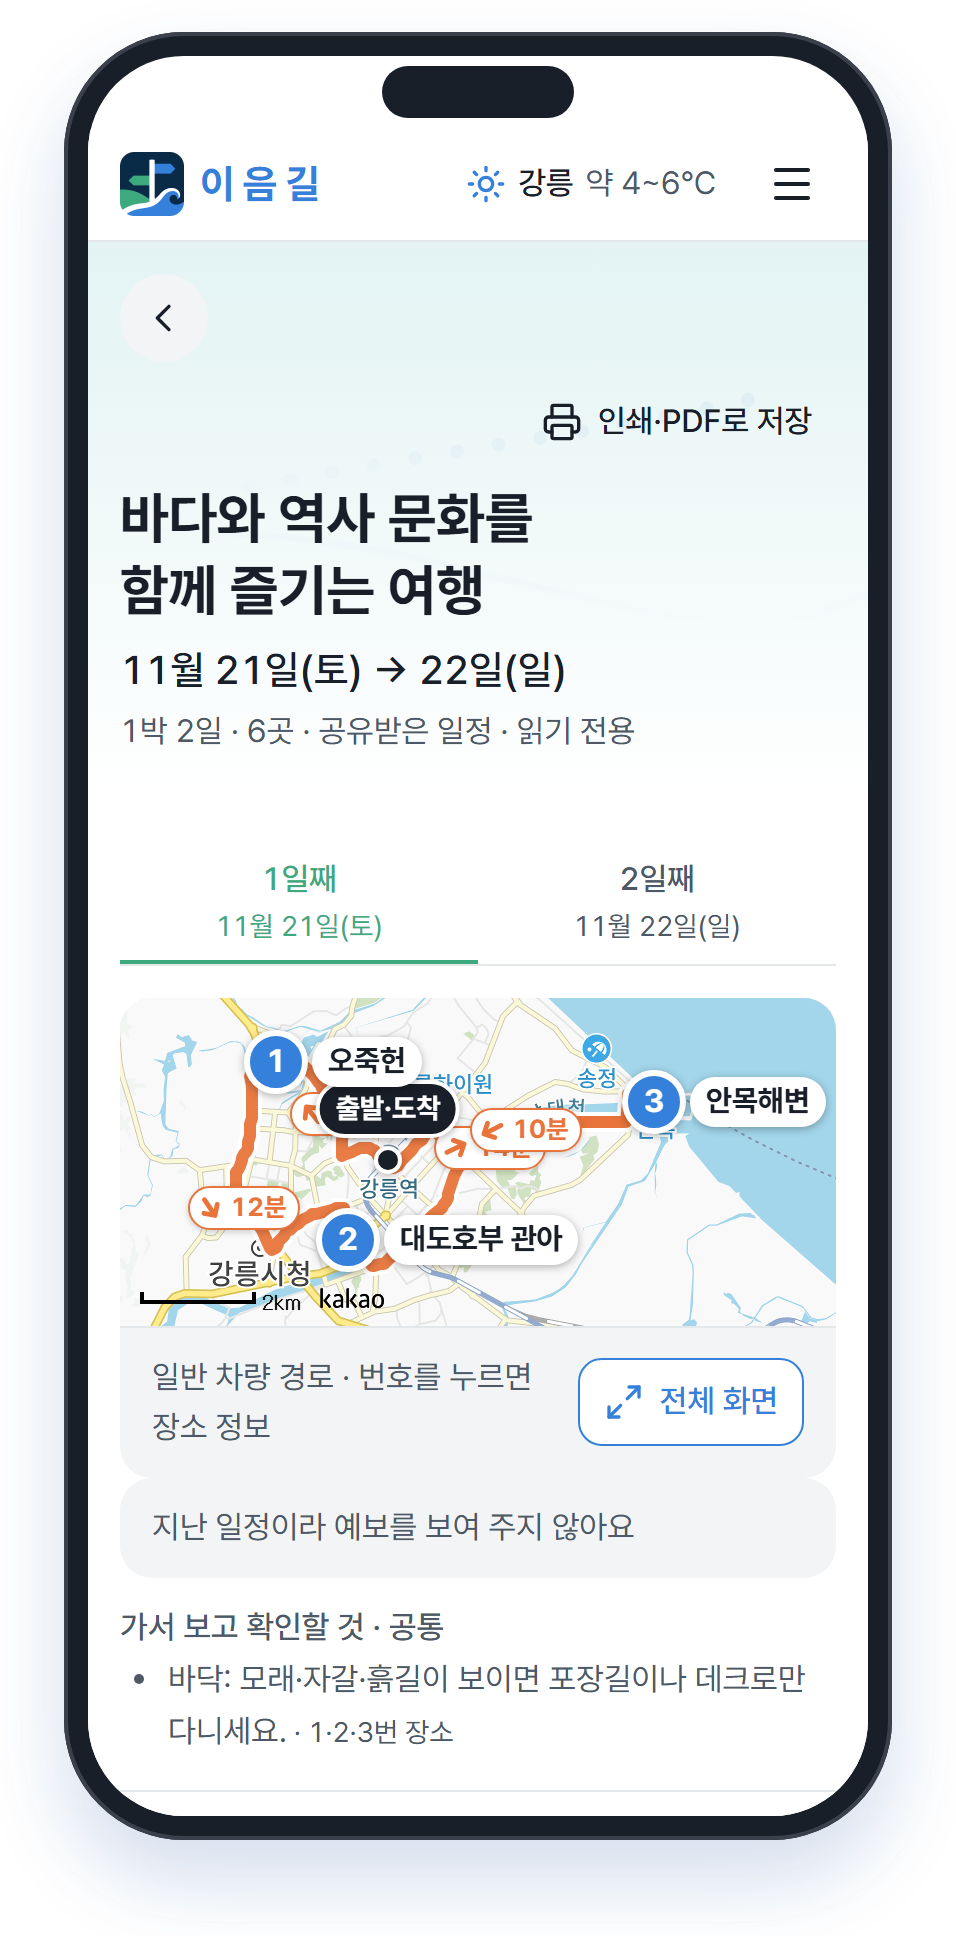 이음길
강릉 약 4~6°C
인쇄·PDF로 저장
바다와 역사 문화를
함께 즐기는 여행
11월 21일(토) → 22일(일)
1박 2일 · 6곳 · 공유받은 일정 · 읽기 전용
1일째
11월 21일(토)
2일째
11월 22일(일)
1 오죽헌
출발·도착
송정
3 안목해변
10분
강릉역
12분
2 대도호부 관아
강릉시청
2km kakao
일반 차량 경로 · 번호를 누르면
장소 정보
전체 화면
지난 일정이라 예보를 보여 주지 않아요
가서 보고 확인할 것 · 공통
바닥: 모래·자갈·흙길이 보이면 포장길이나 데크로만
다니세요. · 1·2·3번 장소